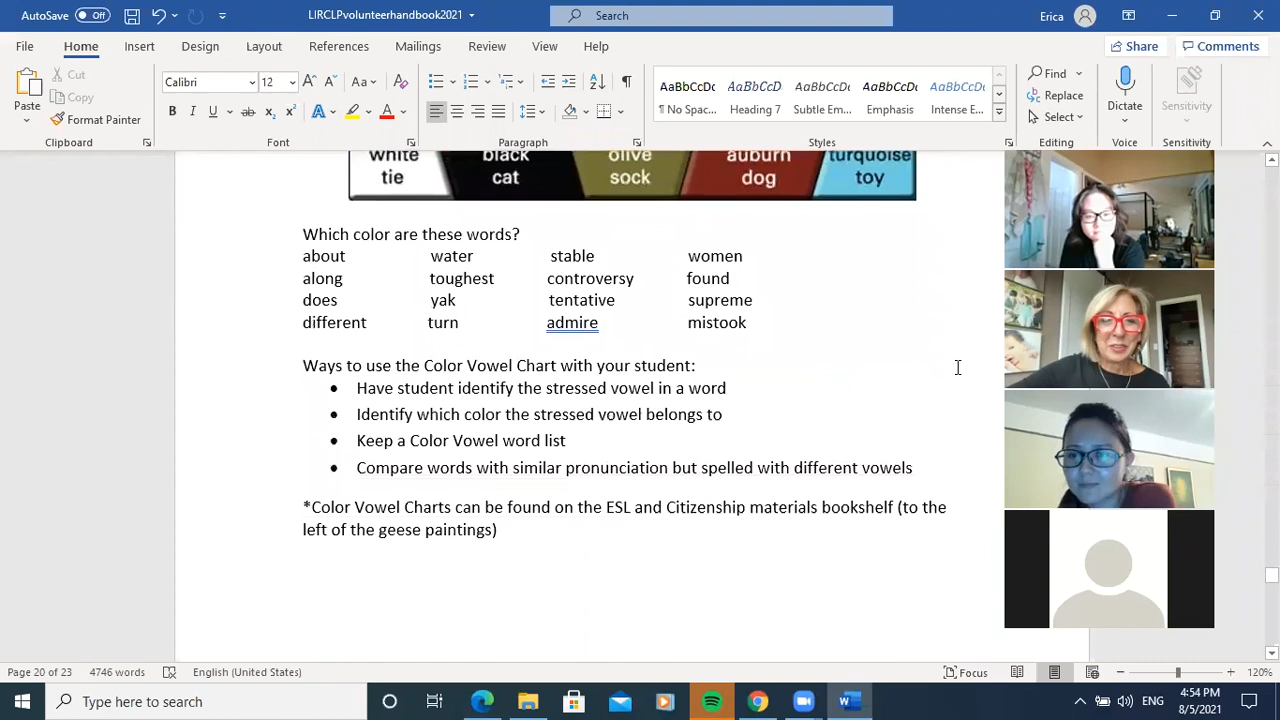 AutoSave Off LIRCLPvolunteerhandbook2021 Search Erica
File Home Insert Design Layout References Mailings Review View Help Share Comments
Paste Cut Copy Format Painter
Calibri 12
B I U ab x₂ x² A A Aa
AaBbCcDc AaBbCcD AaBbCcDc AaBbCcDc AaBbCcDc
¶ No Spac... Heading 7 Subtle Em... Emphasis Intense E...
Find Replace Select
Dictate Sensitivity
Clipboard Font Paragraph Styles Editing Voice Sensitivity
white black olive auburn turquoise
tie cat sock dog toy
Which color are these words?
about water stable women
along toughest controversy found
does yak tentative supreme
different turn admire mistook
Ways to use the Color Vowel Chart with your student:
• Have student identify the stressed vowel in a word
• Identify which color the stressed vowel belongs to
• Keep a Color Vowel word list
• Compare words with similar pronunciation but spelled with different vowels
*Color Vowel Charts can be found on the ESL and Citizenship materials bookshelf (to the
left of the geese paintings)
Page 20 of 23 4746 words English (United States) Focus 120%
Type here to search ENG 4:54 PM
8/5/2021